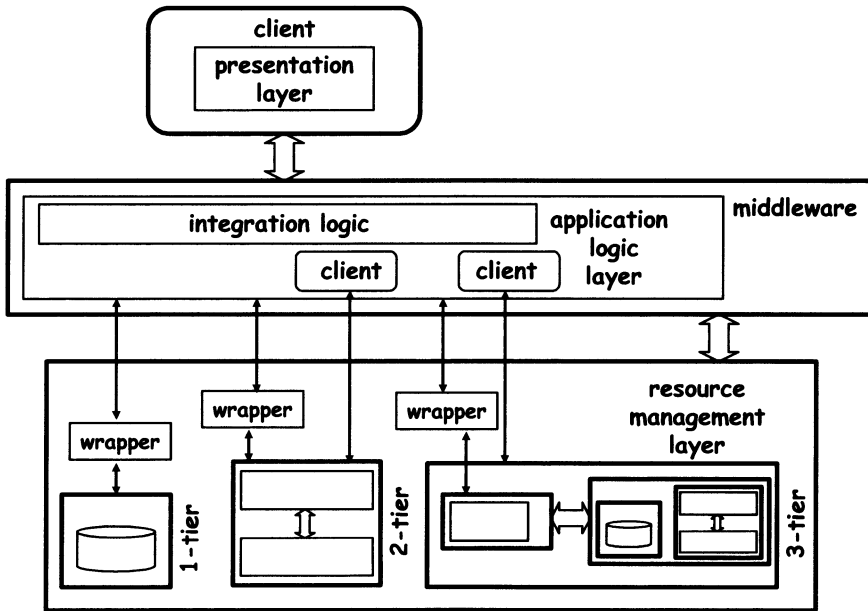 client
presentation
layer
middleware
integration logic
application
logic
layer
client
client
resource
management
layer
wrapper
wrapper
wrapper
1-tier
2-tier
3-tier